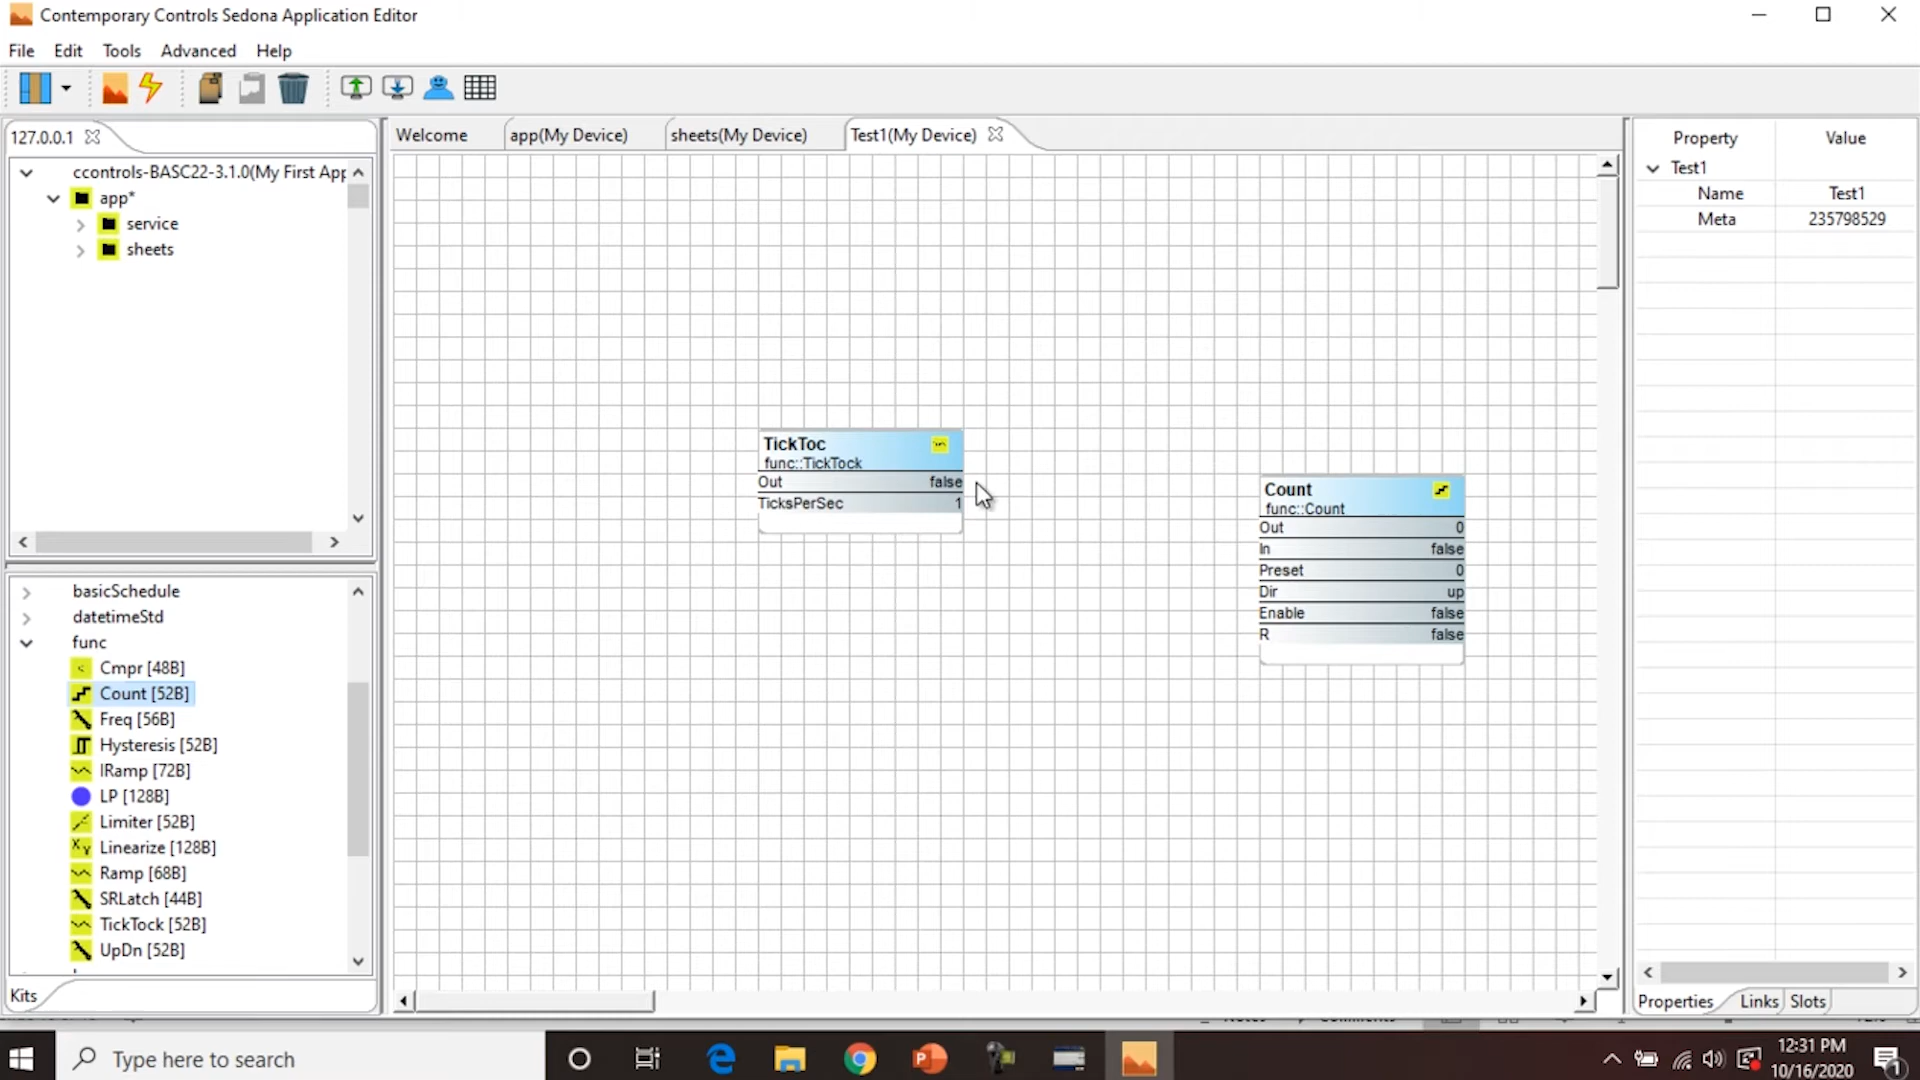 Contemporary Controls Sedona Application Editor
File Edit Tools Advanced Help
127.0.0.1
ccontrols-BASC22-3.1.0(My First App
app*
service
sheets
basicSchedule
datetimeStd
func
Cmpr [48B]
Count [52B]
Freq [56B]
Hysteresis [52B]
IRamp [72B]
LP [128B]
Limiter [52B]
Linearize [128B]
Ramp [68B]
SRLatch [44B]
TickTock [52B]
UpDn [52B]
Kits
Welcome app(My Device) sheets(My Device) Test1(My Device)
TickToc
func::TickTock
Out false
TicksPerSec 1
Count
func::Count
Out 0
In false
Preset 0
Dir up
Enable false
R false
Property Value
Test1
Name Test1
Meta 235798529
Properties Links Slots
Type here to search
12:31 PM
10/16/2020
1